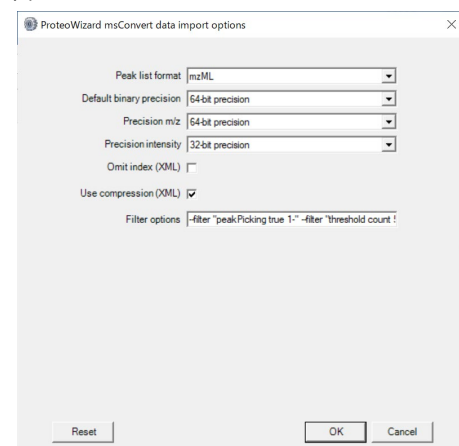 ProteoWizard msConvert data import options
Peak list format mzML
Default binary precision 64-bit precision
Precision m/z 64-bit precision
Precision intensity 32-bit precision
Omit index (XML)
Use compression (XML)
Filter options --filter "peakPicking true 1-" --filter "threshold count
Reset OK Cancel